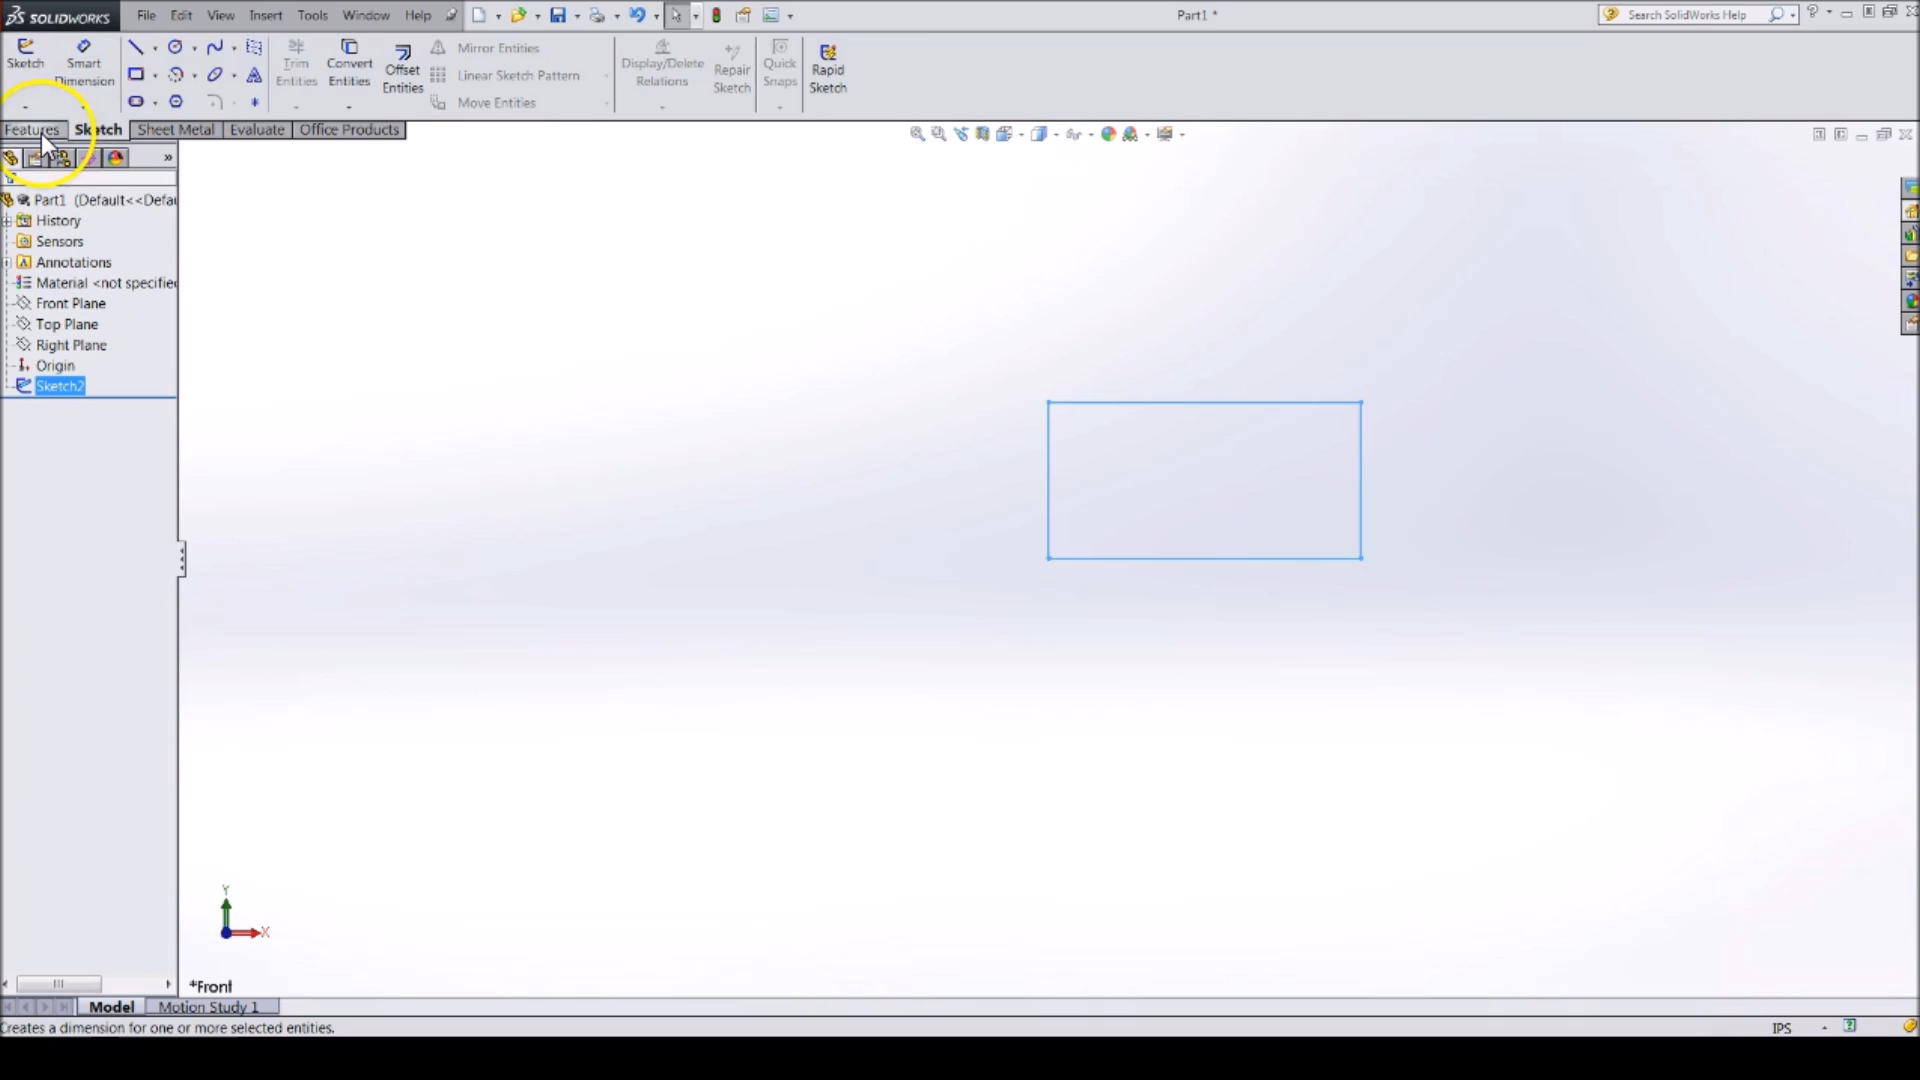 SOLIDWORKS File Edit View Insert Tools Window Help Part1 * Search SolidWorks Help
Sketch Smart Dimension Trim Entities Convert Entities Offset Entities Mirror Entities Linear Sketch Pattern Move Entities Display/Delete Relations Repair Sketch Quick Snaps Rapid Sketch
Features Sketch Sheet Metal Evaluate Office Products
Part1 (Default<<Defau
History
Sensors
Annotations
Material <not specifie
Front Plane
Top Plane
Right Plane
Origin
Sketch2
Y
X
*Front
Model Motion Study 1
Creates a dimension for one or more selected entities. IPS